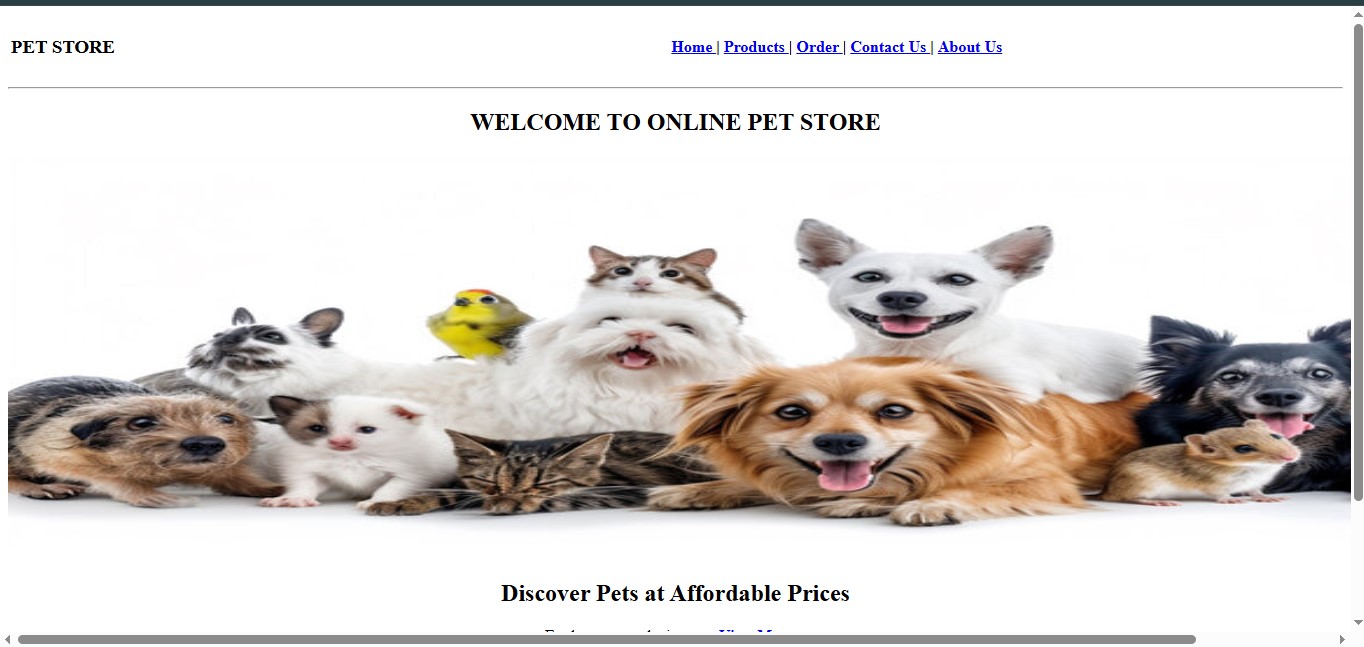 PET STORE
Home | Products | Order | Contact Us | About Us
WELCOME TO ONLINE PET STORE
Discover Pets at Affordable Prices